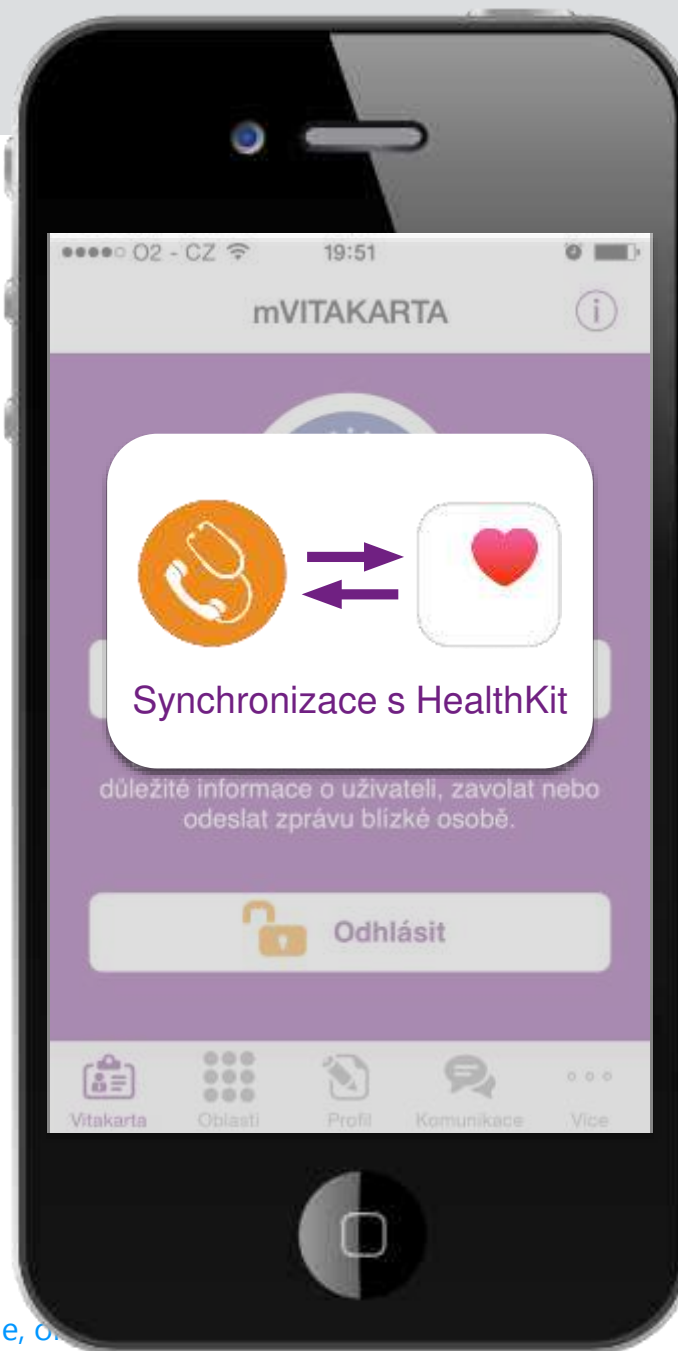 O2 - CZ 19:51
mVITAKARTA
Synchronizace s HealthKit
důležité informace o uživateli, zavolat nebo
odeslat zprávu blízké osobě.
Odhlásit
Vitakarta Oblasti Profil Komunikace Více
e,